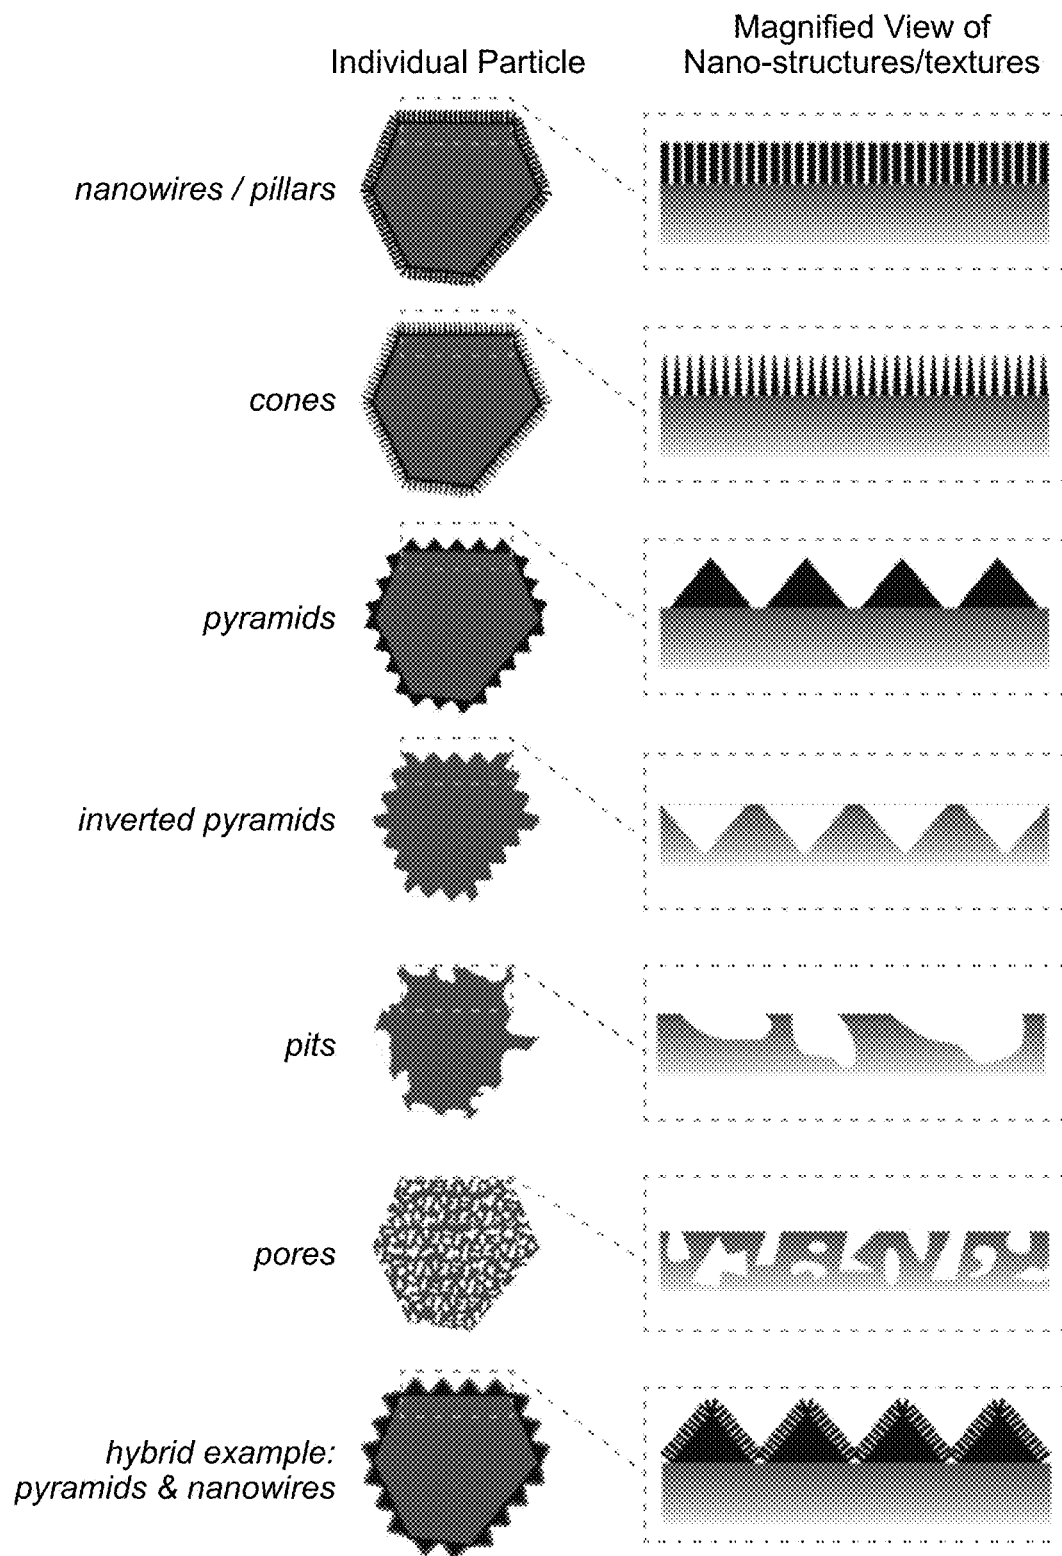 Individual Particle
Magnified View of
Nano-structures/textures
nanowires / pillars
cones
pyramids
inverted pyramids
pits
pores
hybrid example:
pyramids & nanowires